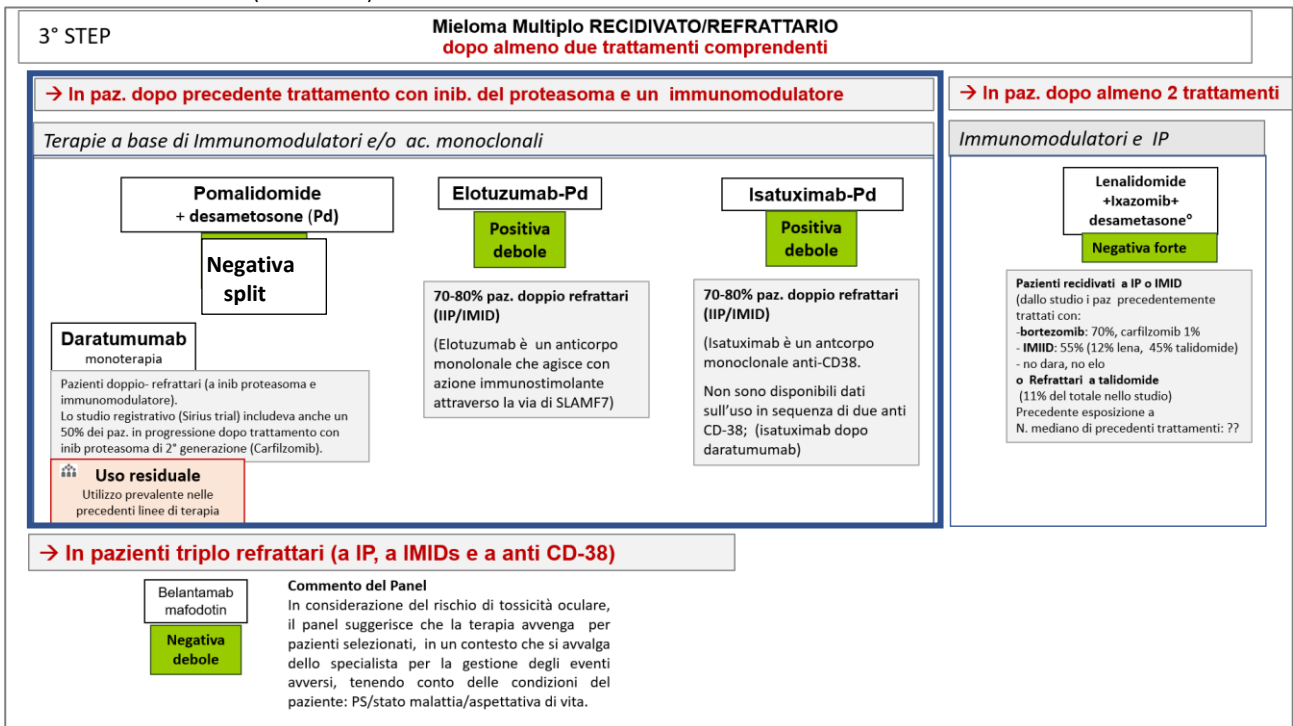 3° STEP
Mieloma Multiplo RECIDIVATO/REFRATTARIO
dopo almeno due trattamenti comprendenti
→ In paz. dopo precedente trattamento con inib. del proteasoma e un immunomodulatore
Terapie a base di Immunomodulatori e/o ac. monoclonali
Pomalidomide
+ desametosone (Pd)
Negativa
split
Daratumumab
monoterapia
Pazienti doppio- refrattari (a inib proteasoma e
immunomodulatore).
Lo studio registrativo (Sirius trial) includeva anche un
50% dei paz. in progressione dopo trattamento con
inib proteasoma di 2° generazione (Carfilzomib).
Uso residuale
Utilizzo prevalente nelle
precedenti linee di terapia
Elotuzumab-Pd
Positiva
debole
70-80% paz. doppio refrattari
(IIP/IMID)
(Elotuzumab è un anticorpo
monolonale che agisce con
azione immunostimolante
attraverso la via di SLAMF7)
Isatuximab-Pd
Positiva
debole
70-80% paz. doppio refrattari
(IIP/IMID)
(Isatuximab è un antcorpo
monoclonale anti-CD38.
Non sono disponibili dati
sull'uso in sequenza di due anti
CD-38; (isatuximab dopo
daratumumab)
→ In paz. dopo almeno 2 trattamenti
Immunomodulatori e IP
Lenalidomide
+Ixazomib+
desametasone°
Negativa forte
Pazienti recidivati a IP o IMID
(dallo studio i paz precedentemente
trattati con:
-bortezomib: 70%, carfilzomib 1%
- IMIID: 55% (12% lena, 45% talidomide)
- no dara, no elo
o Refrattari a talidomide
(11% del totale nello studio)
Precedente esposizione a
N. mediano di precedenti trattamenti: ??
→ In pazienti triplo refrattari (a IP, a IMIDs e a anti CD-38)
Belantamab
mafodotin
Negativa
debole
Commento del Panel
In considerazione del rischio di tossicità oculare,
il panel suggerisce che la terapia avvenga per
pazienti selezionati, in un contesto che si avvalga
dello specialista per la gestione degli eventi
avversi, tenendo conto delle condizioni del
paziente: PS/stato malattia/aspettativa di vita.